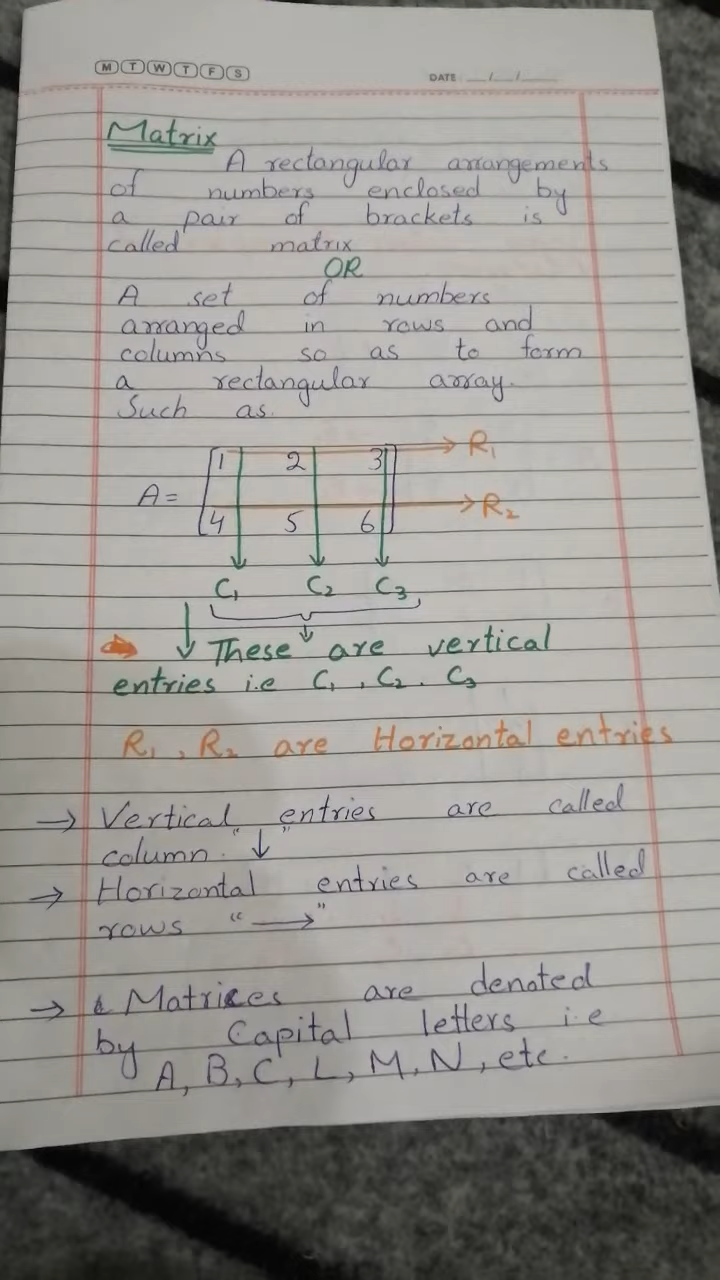 M T W T F S
DATE __/__/____
Matrix
A rectangular arrangements
of numbers enclosed by
a pair of brackets is
called matrix
OR
A set of numbers
arranged in rows and
columns so as to form
a rectangular array.
Such as.
1 2 3 → R₁
A =
4 5 6 → R₂
C₁ C₂ C₃
↓ These are vertical
entries i.e C₁, C₂. C₃
R₁, R₂ are Horizontal entries
→ Vertical entries are called
column. "↓"
→ Horizontal entries are called
rows "→"
→ Matrices are denoted
by Capital letters i.e
A, B, C, L, M, N, etc.